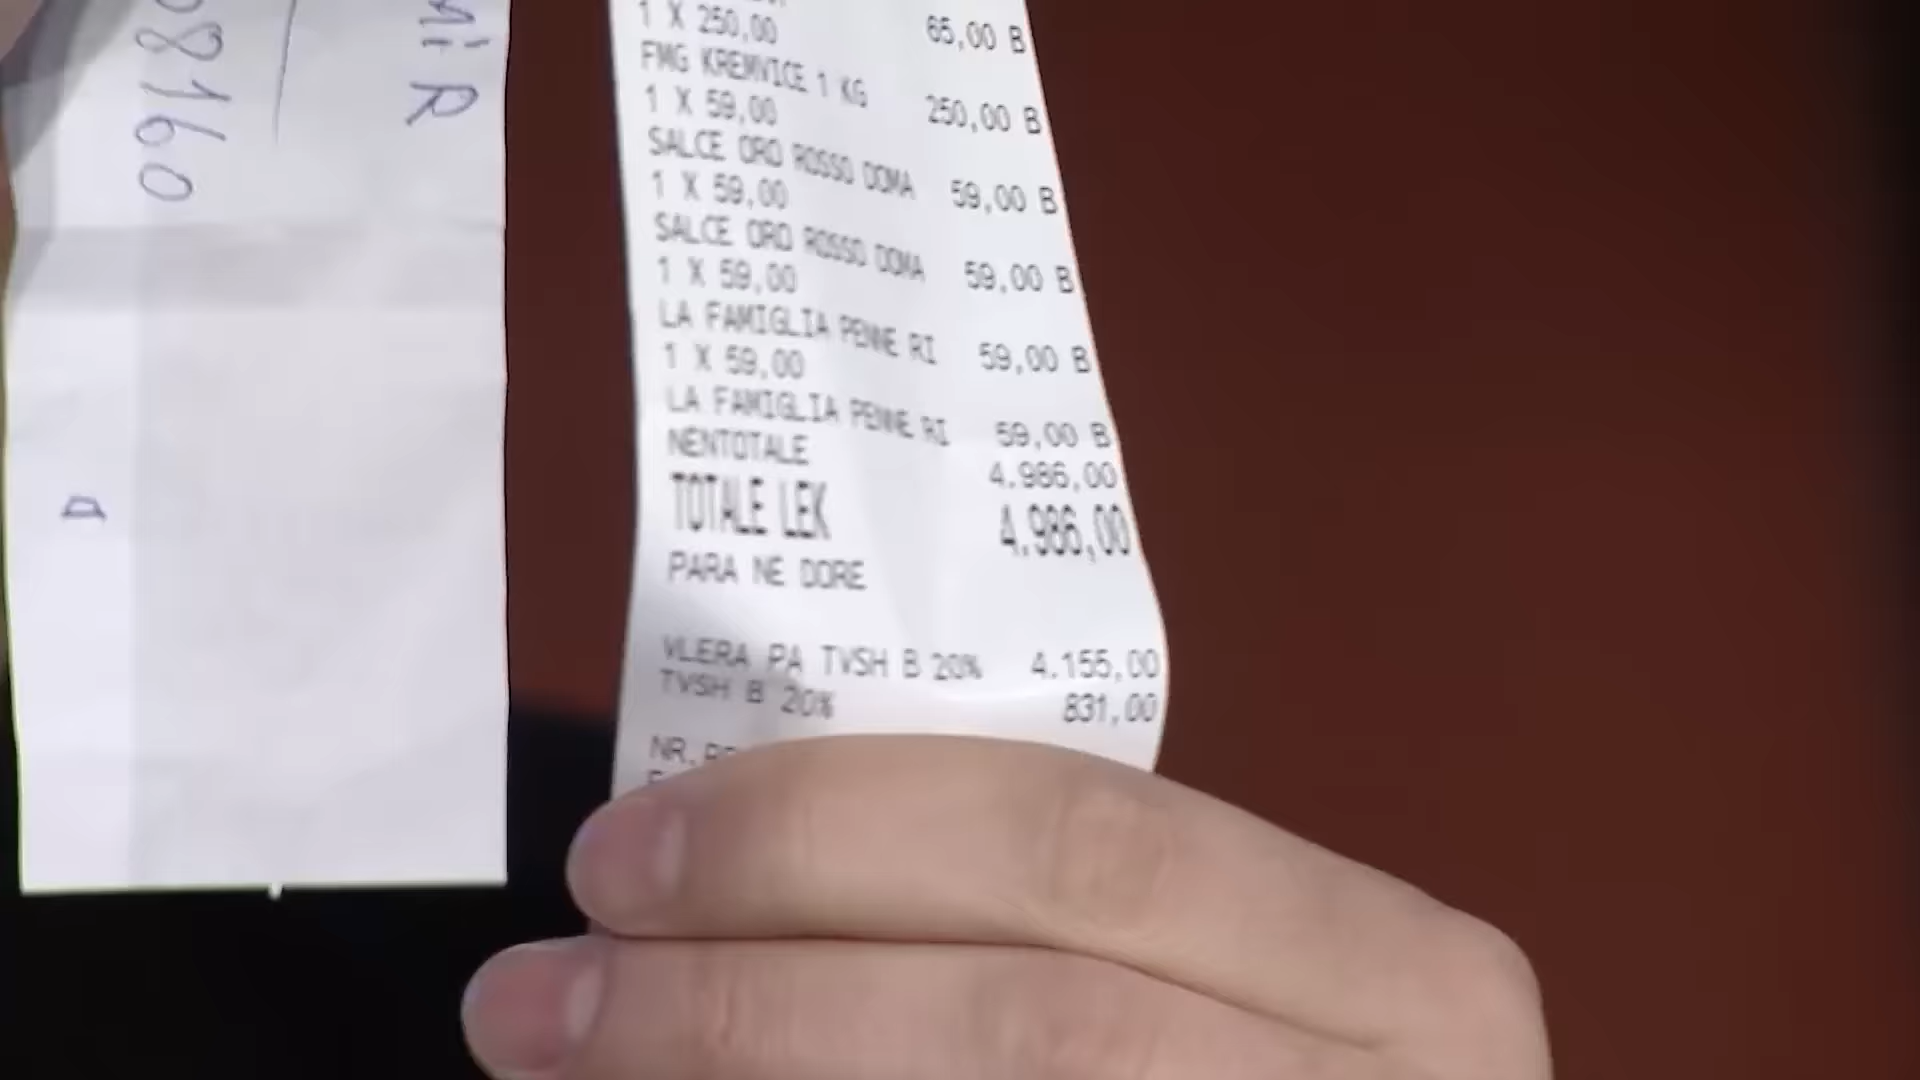 MiR
8160
1 X 250,00
65,00 B
FMG KREMVICE 1 KG
250,00 B
1 X 59,00
SALCE ORO ROSSO DOMA
59,00 B
1 X 59,00
SALCE ORO ROSSO DOMA
59,00 B
1 X 59,00
LA FAMIGLIA PENNE RI
59,00 B
1 X 59,00
LA FAMIGLIA PENNE RI
59,00 B
NENTOTALE 4.986,00
TOTALE LEK 4.986,00
PARA NE DORE
VLERA PA TVSH B 20% 4.155,00
TVSH B 20% 831,00
NR.